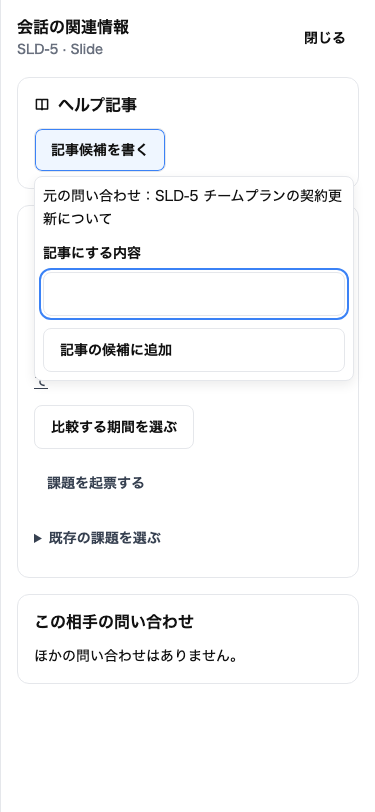 会話の関連情報
SLD-5 · Slide
閉じる
ヘルプ記事
記事候補を書く
元の問い合わせ：SLD-5 チームプランの契約更
新について
記事にする内容
記事の候補に追加
比較する期間を選ぶ
課題を起票する
▶ 既存の課題を選ぶ
この相手の問い合わせ
ほかの問い合わせはありません。